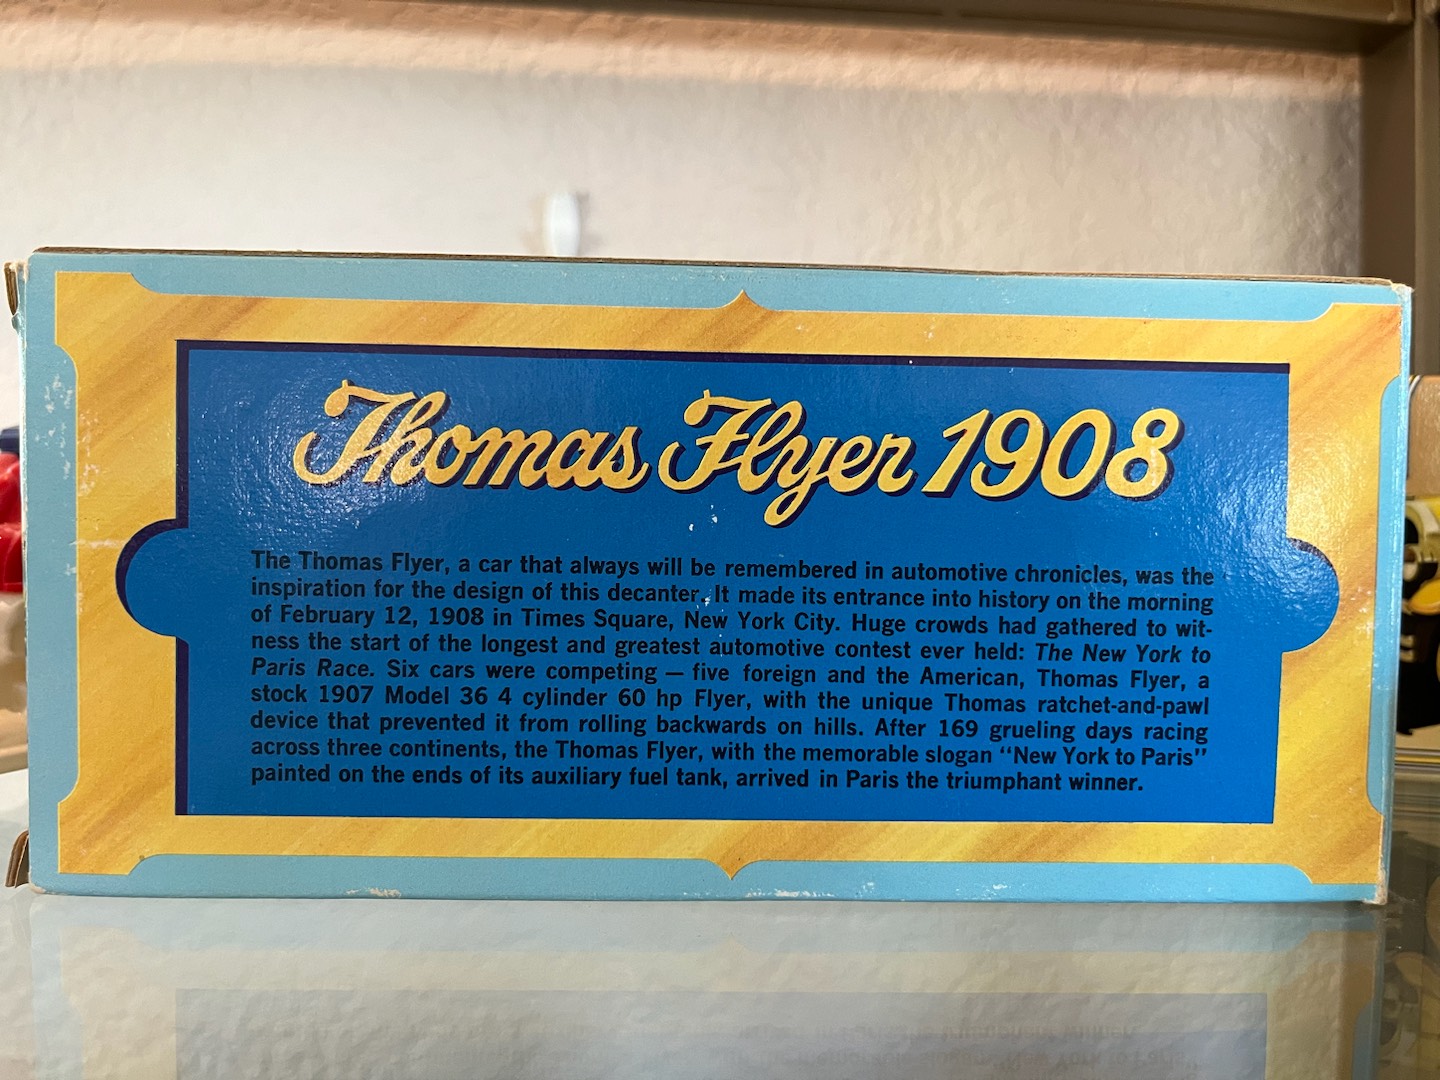 Thomas Flyer 1908
The Thomas Flyer, a car that always will be remembered in automotive chronicles, was the
inspiration for the design of this decanter. It made its entrance into history on the morning
of February 12, 1908 in Times Square, New York City. Huge crowds had gathered to wit-
ness the start of the longest and greatest automotive contest ever held: The New York to
Paris Race. Six cars were competing — five foreign and the American, Thomas Flyer, a
stock 1907 Model 36 4 cylinder 60 hp Flyer, with the unique Thomas ratchet-and-pawl
device that prevented it from rolling backwards on hills. After 169 grueling days racing
across three continents, the Thomas Flyer, with the memorable slogan “New York to Paris”
painted on the ends of its auxiliary fuel tank, arrived in Paris the triumphant winner.